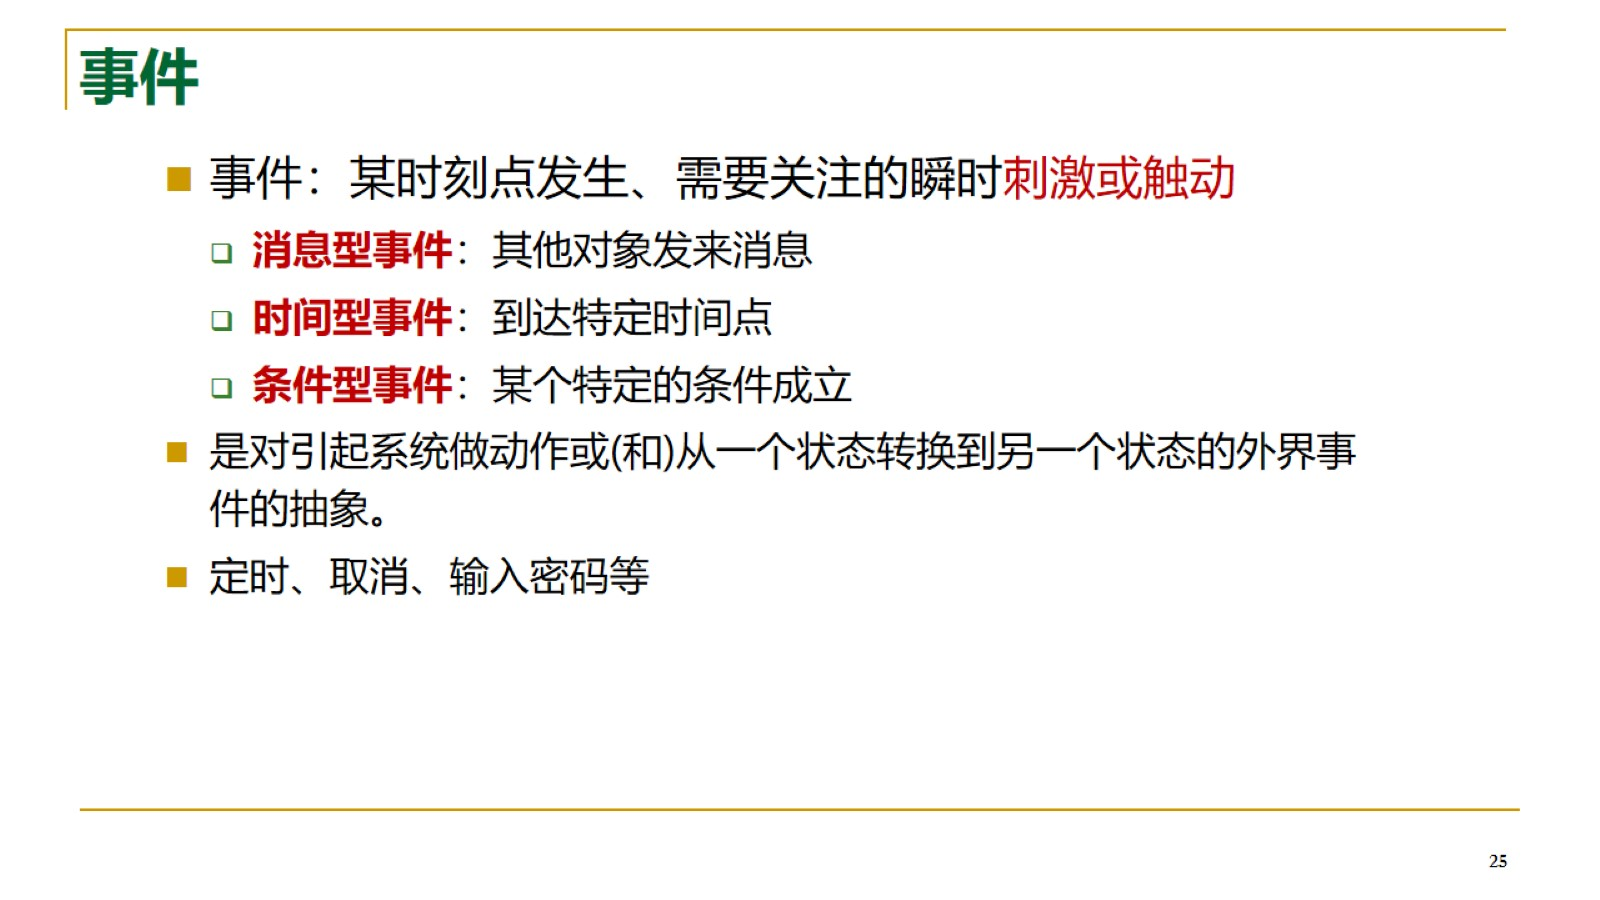 事件
事件：某时刻点发生、需要关注的瞬时刺激或触动
消息型事件：其他对象发来消息
时间型事件：到达特定时间点
条件型事件：某个特定的条件成立
是对引起系统做动作或(和)从一个状态转换到另一个状态的外界事
件的抽象。
定时、取消、输入密码等
25